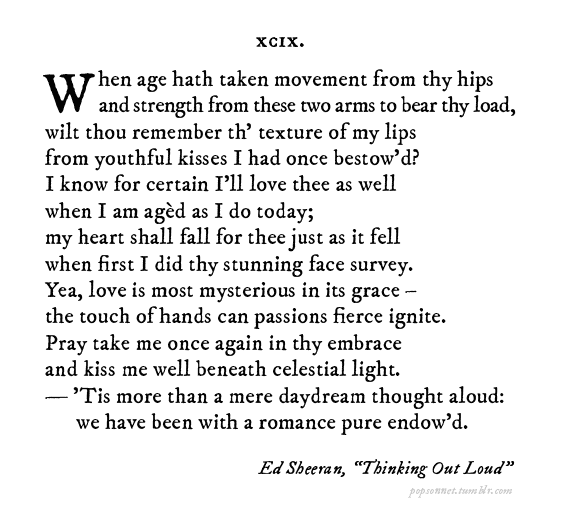 XCIX.
When age hath taken movement from thy hips
and strength from these two arms to bear thy load,
wilt thou remember th' texture of my lips
from youthful kisses I had once bestow'd?
I know for certain I'll love thee as well
when I am agèd as I do today;
my heart shall fall for thee just as it fell
when first I did thy stunning face survey.
Yea, love is most mysterious in its grace –
the touch of hands can passions fierce ignite.
Pray take me once again in thy embrace
and kiss me well beneath celestial light.
— 'Tis more than a mere daydream thought aloud:
we have been with a romance pure endow'd.
Ed Sheeran, "Thinking Out Loud"
popsonnet.tumblr.com